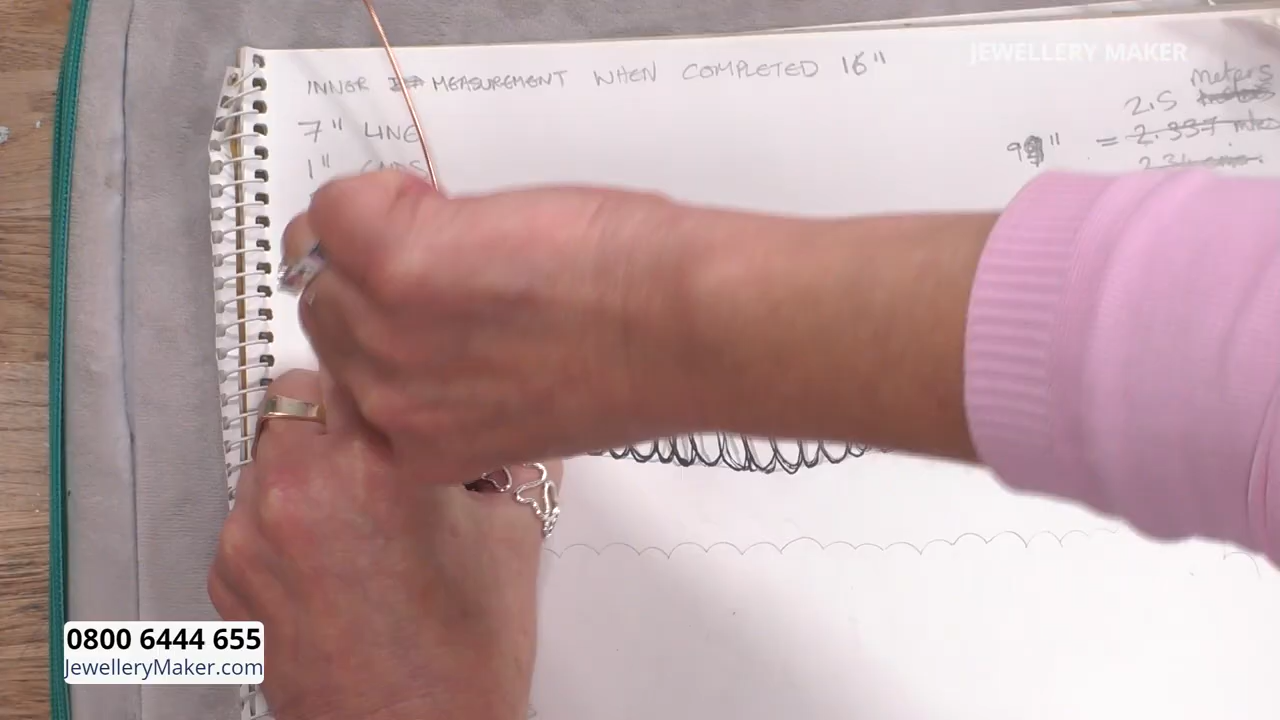 JEWELLERY MAKER
INNER MEASUREMENT WHEN COMPLETED 16"
7" LINE
1" ENDS
meters
2.5
= 2.337
0800 6444 655
JewelleryMaker.com